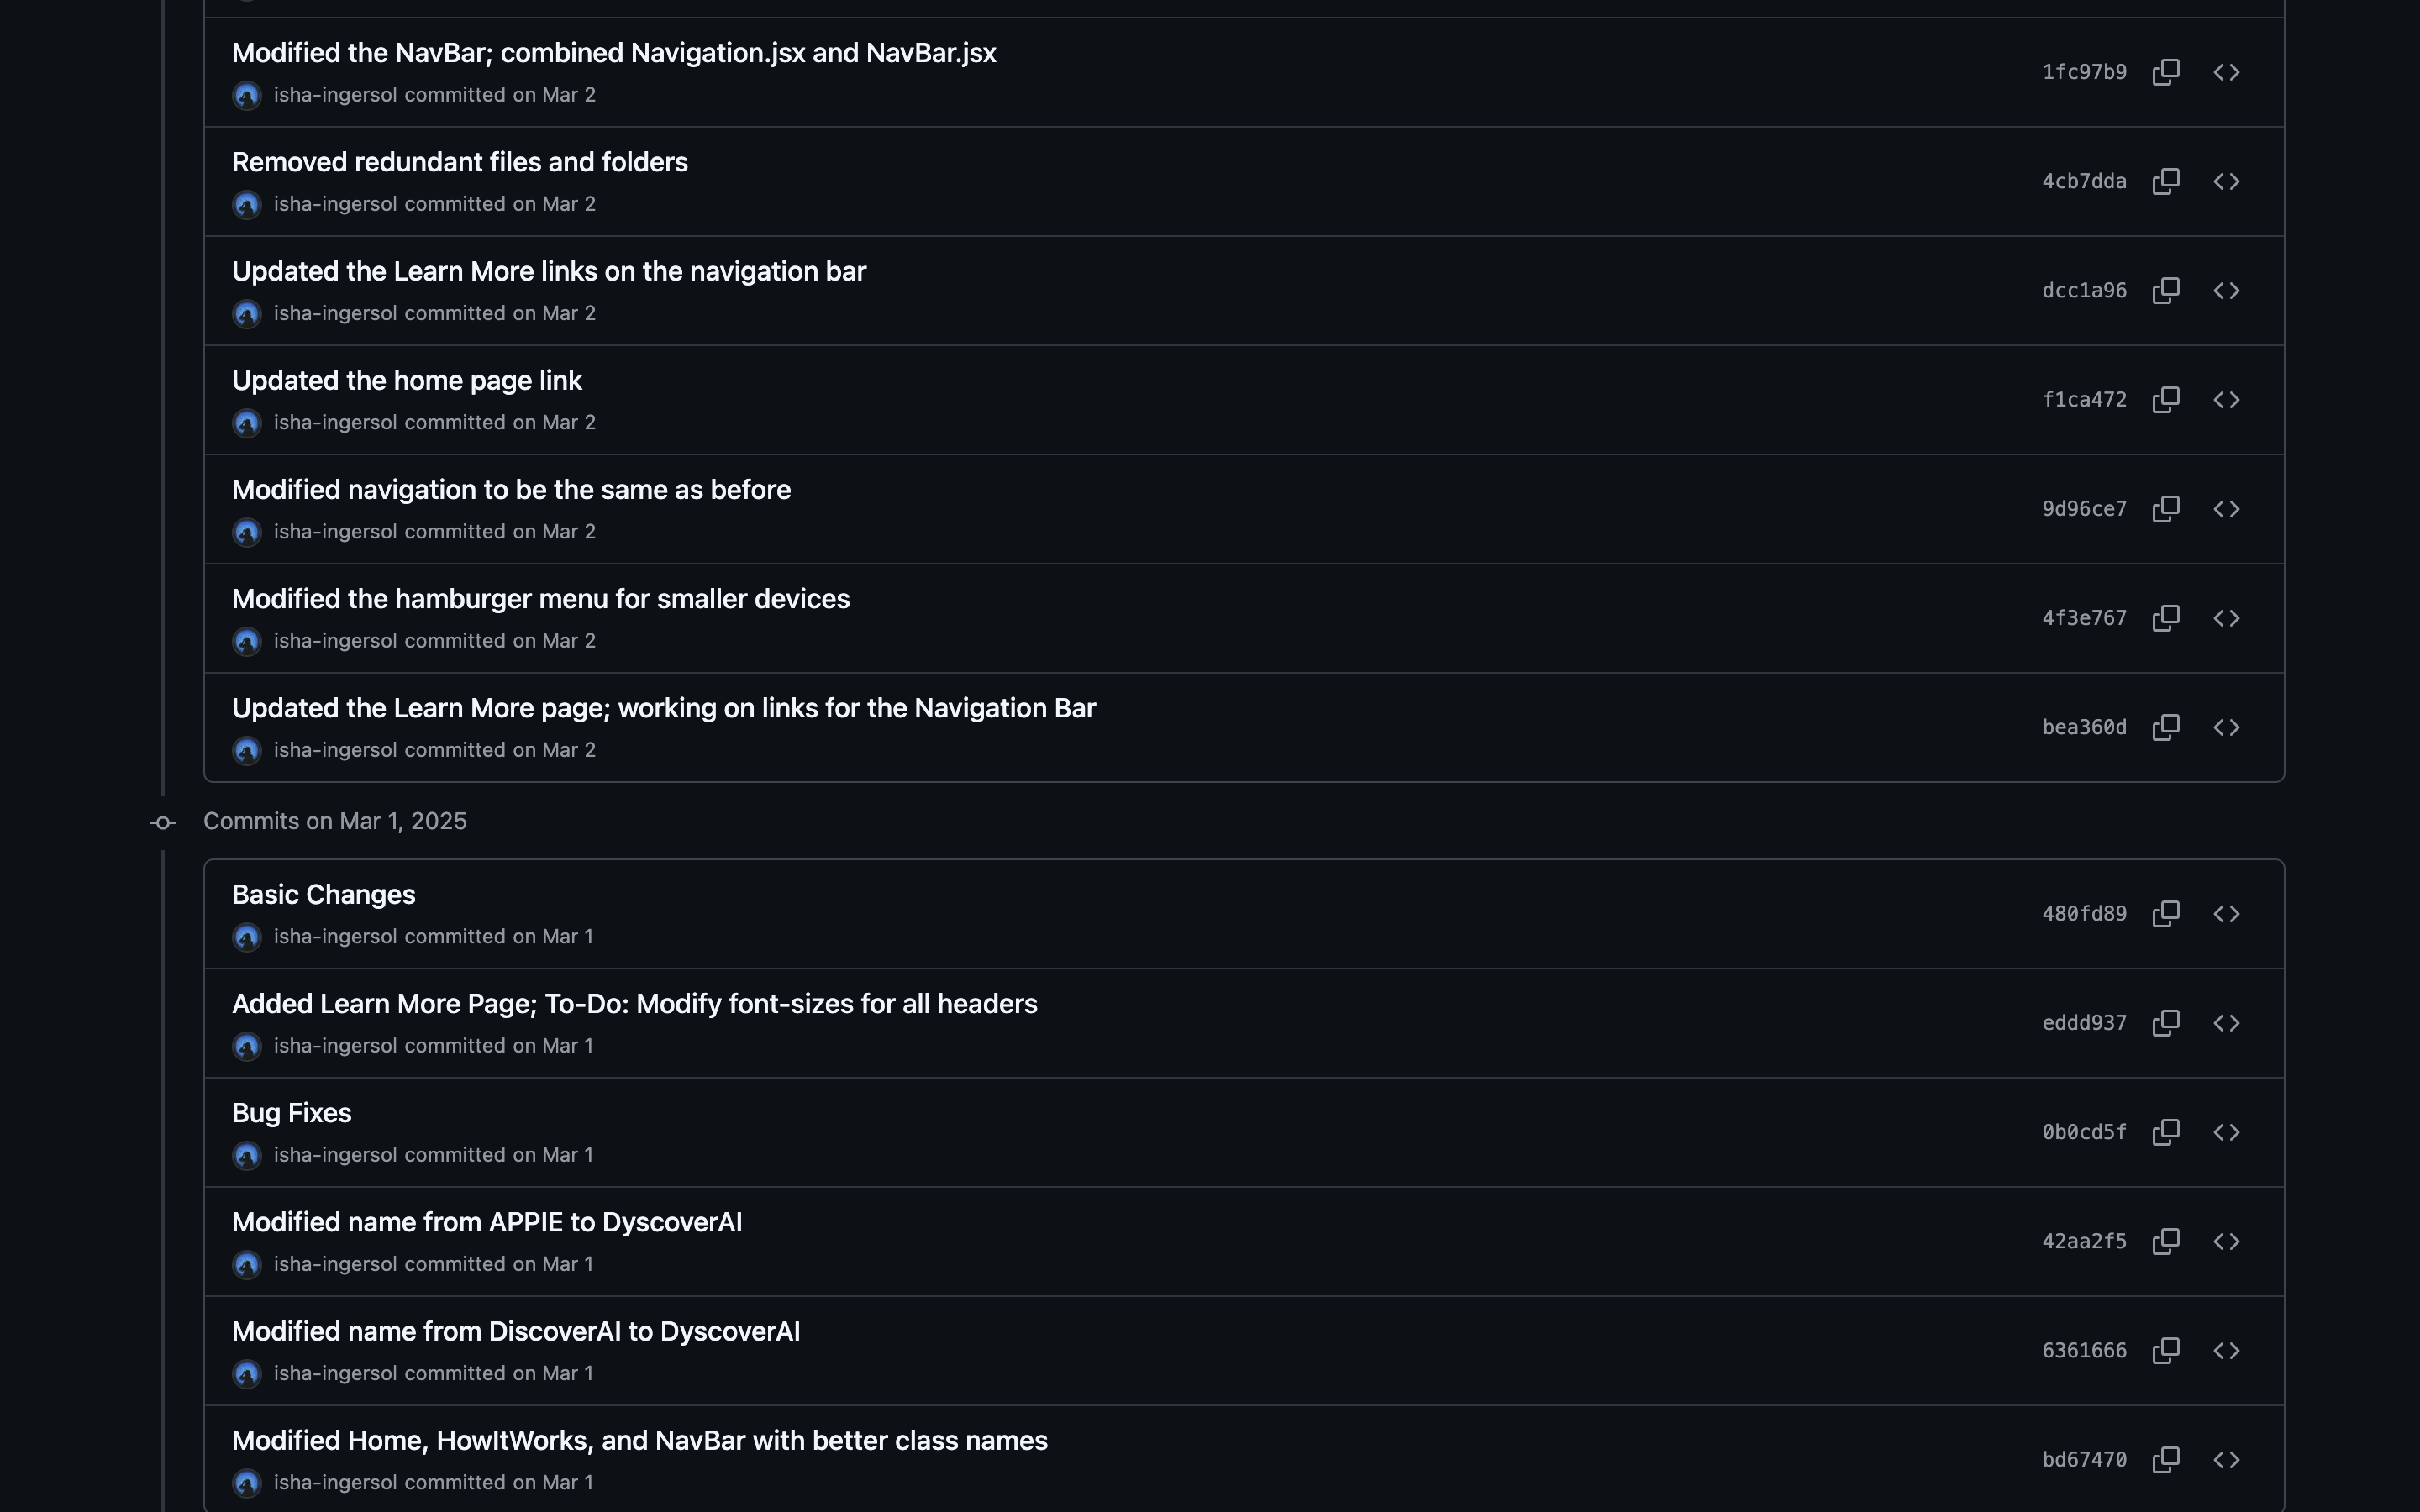 Modified the NavBar; combined Navigation.jsx and NavBar.jsx
isha-ingersol committed on Mar 2
1fc97b9
Removed redundant files and folders
isha-ingersol committed on Mar 2
4cb7dda
Updated the Learn More links on the navigation bar
isha-ingersol committed on Mar 2
dcc1a96
Updated the home page link
isha-ingersol committed on Mar 2
f1ca472
Modified navigation to be the same as before
isha-ingersol committed on Mar 2
9d96ce7
Modified the hamburger menu for smaller devices
isha-ingersol committed on Mar 2
4f3e767
Updated the Learn More page; working on links for the Navigation Bar
isha-ingersol committed on Mar 2
bea360d
Commits on Mar 1, 2025
Basic Changes
isha-ingersol committed on Mar 1
480fd89
Added Learn More Page; To-Do: Modify font-sizes for all headers
isha-ingersol committed on Mar 1
eddd937
Bug Fixes
isha-ingersol committed on Mar 1
0b0cd5f
Modified name from APPIE to DyscoverAI
isha-ingersol committed on Mar 1
42aa2f5
Modified name from DiscoverAI to DyscoverAI
isha-ingersol committed on Mar 1
6361666
Modified Home, HowItWorks, and NavBar with better class names
isha-ingersol committed on Mar 1
bd67470